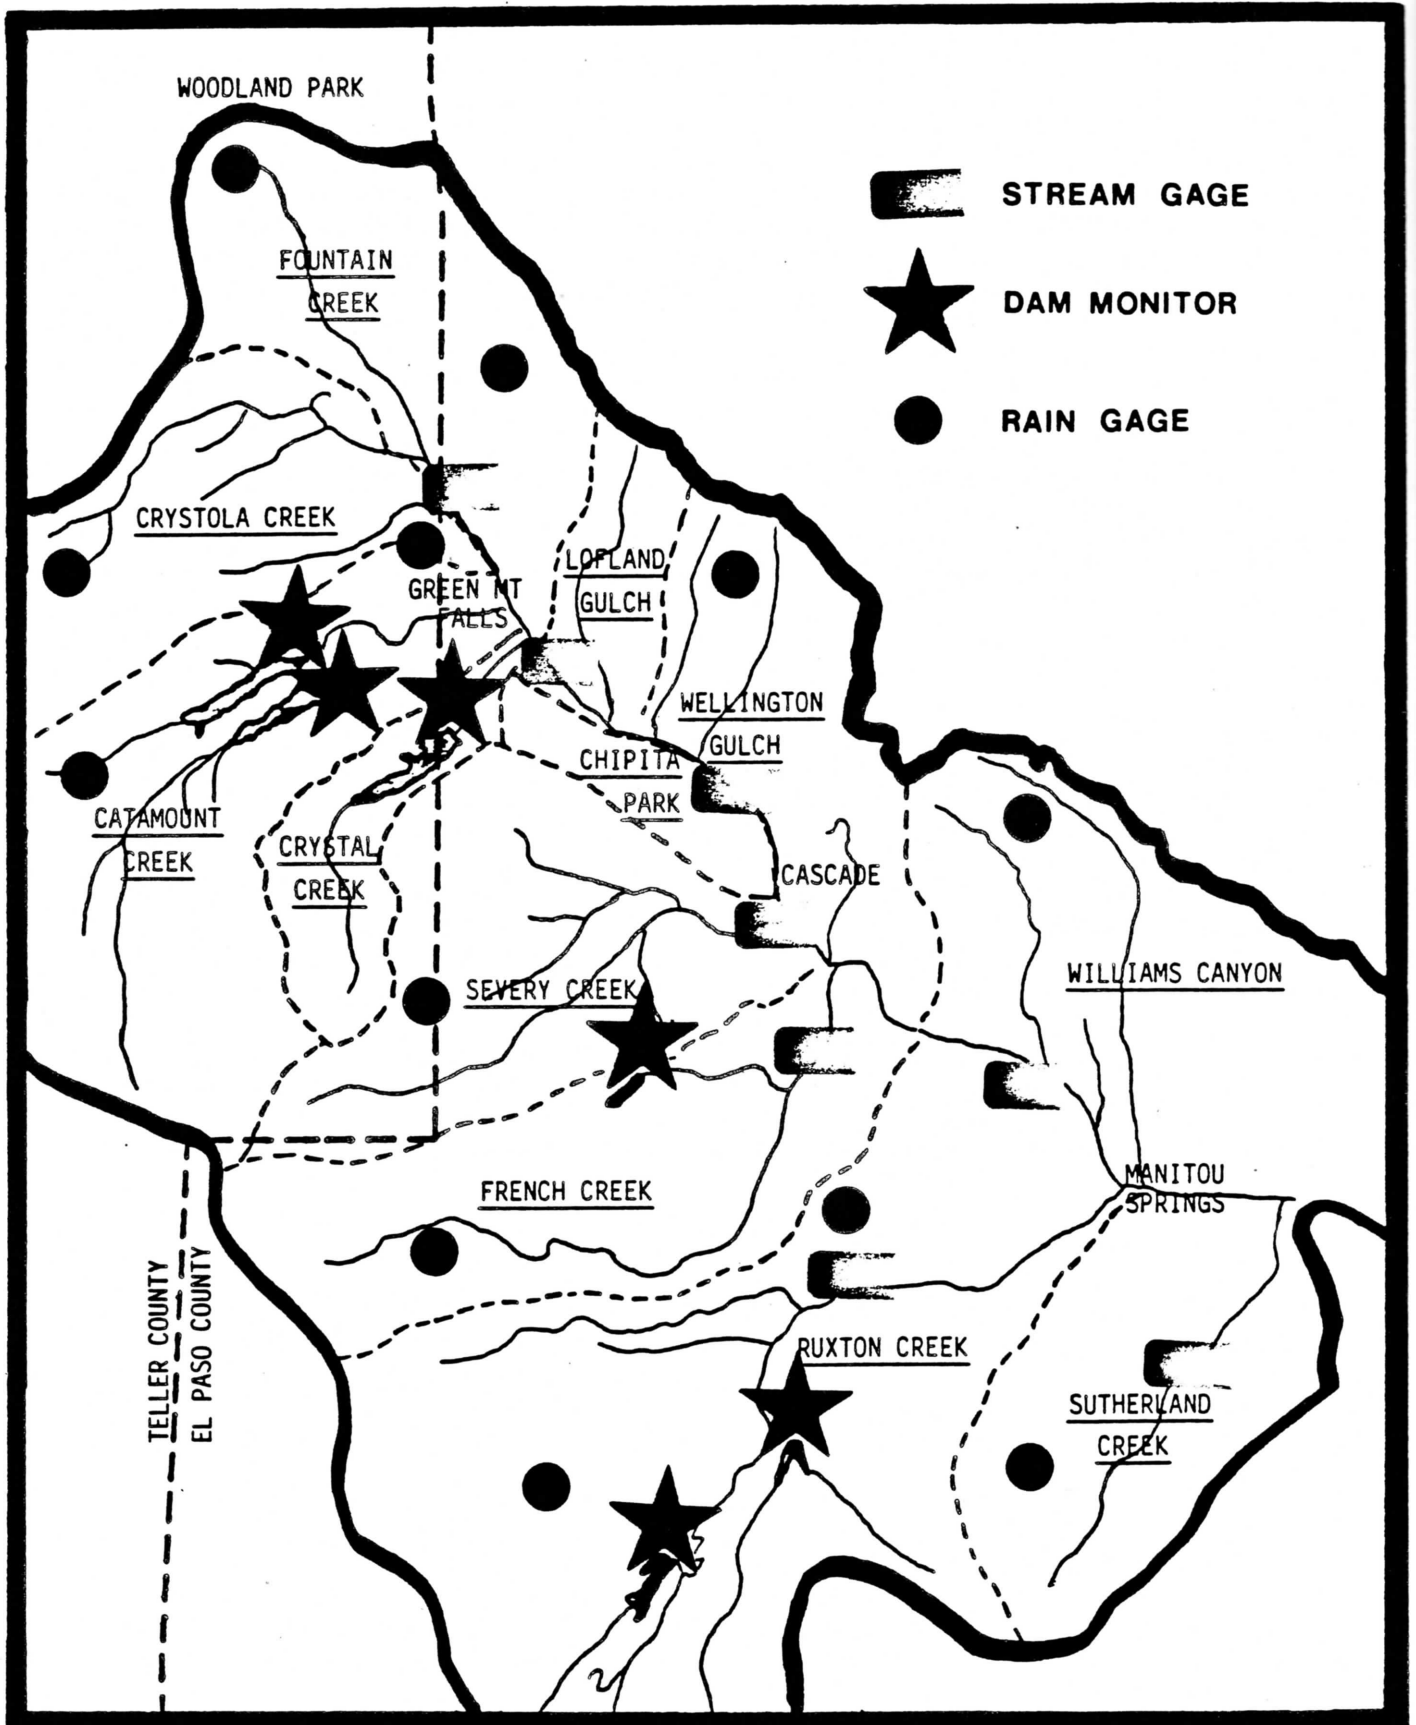 WOODLAND PARK
STREAM GAGE
DAM MONITOR
RAIN GAGE
FOUNTAIN
CREEK
CRYSTOLA CREEK
LOFLAND
GULCH
GREEN MT
FALLS
WELLINGTON
GULCH
CHIPITA
PARK
CATAMOUNT
CREEK
CRYSTAL
CREEK
CASCADE
SEVERY CREEK
WILLIAMS CANYON
FRENCH CREEK
MANITOU
SPRINGS
TELLER COUNTY
EL PASO COUNTY
RUXTON CREEK
SUTHERLAND
CREEK